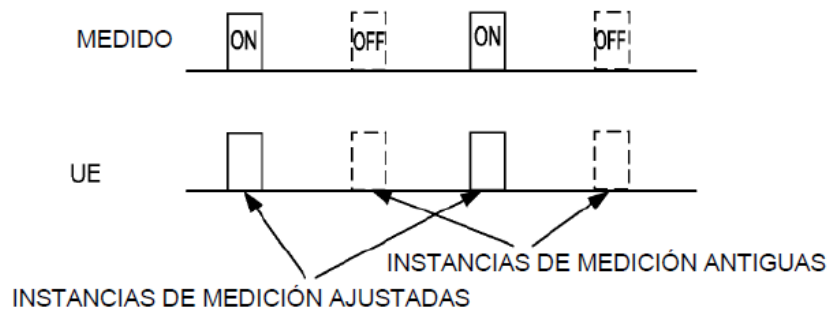 MEDIDO ON OFF ON OFF
UE
INSTANCIAS DE MEDICIÓN ANTIGUAS
INSTANCIAS DE MEDICIÓN AJUSTADAS